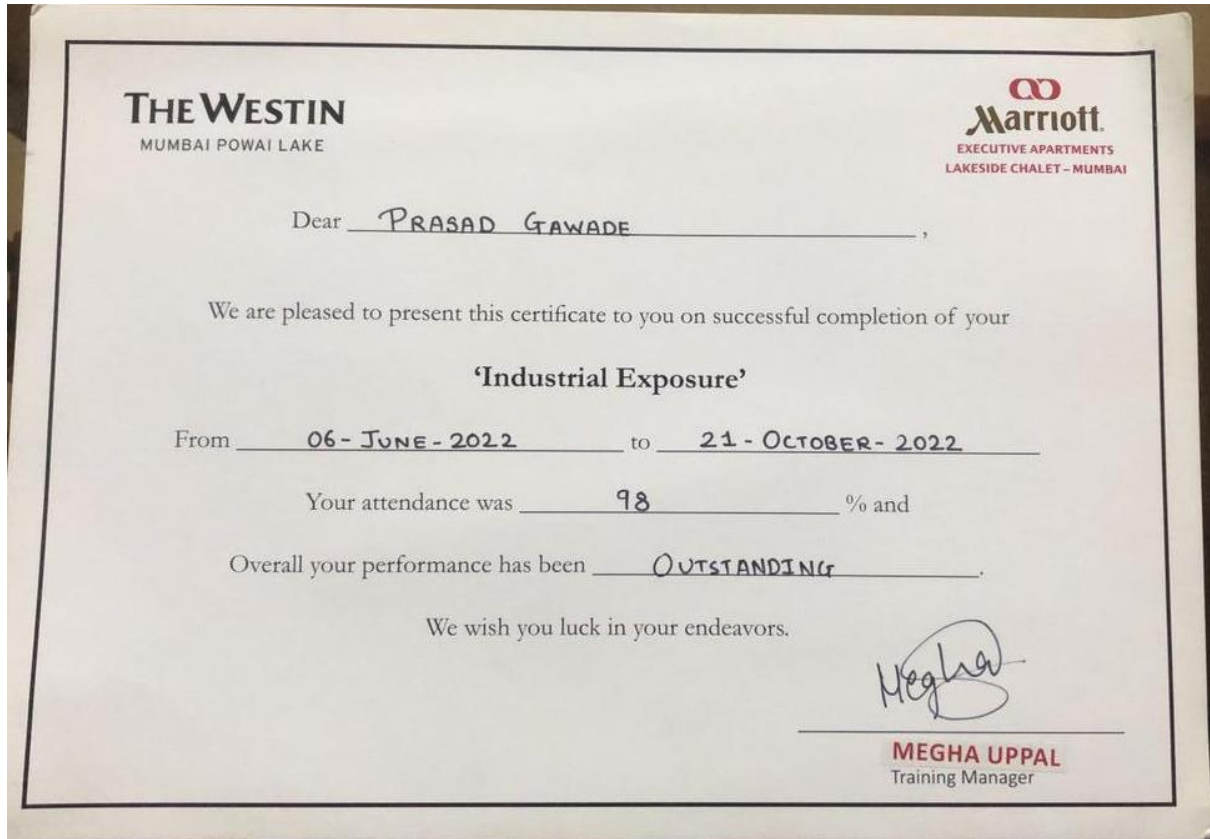 THE WESTIN
MUMBAI POWAI LAKE
Marriott.
EXECUTIVE APARTMENTS
LAKESIDE CHALET – MUMBAI
Dear PRASAD GAWADE ,
We are pleased to present this certificate to you on successful completion of your
‘Industrial Exposure’
From 06 - JUNE - 2022 to 21 - OCTOBER - 2022
Your attendance was 98 % and
Overall your performance has been OUTSTANDING.
We wish you luck in your endeavors.
Megha
MEGHA UPPAL
Training Manager